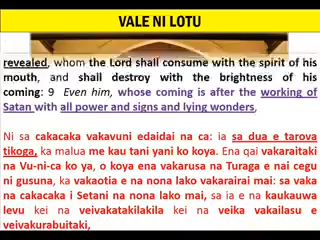 VALE NI LOTU
revealed, whom the Lord shall consume with the spirit of his
mouth, and shall destroy with the brightness of his
coming: 9 Even him, whose coming is after the working of
Satan with all power and signs and lying wonders,
Ni sa cakacaka vakavuni edaidai na ca: ia sa dua e tarova
tikoga, ka malua me kau tani yani ko koya. Ena qai vakaraitaki
na Vu-ni-ca ko ya, o koya ena vakarusa na Turaga e nai cegu
ni gusuna, ka vakaotia e na nona lako vakarairai mai: sa vaka
na cakacaka i Setani na nona lako mai, sa ia e na kaukauwa
levu kei na veivakatakilakila kei na veika vakailasu e
veivakurabuitaki,